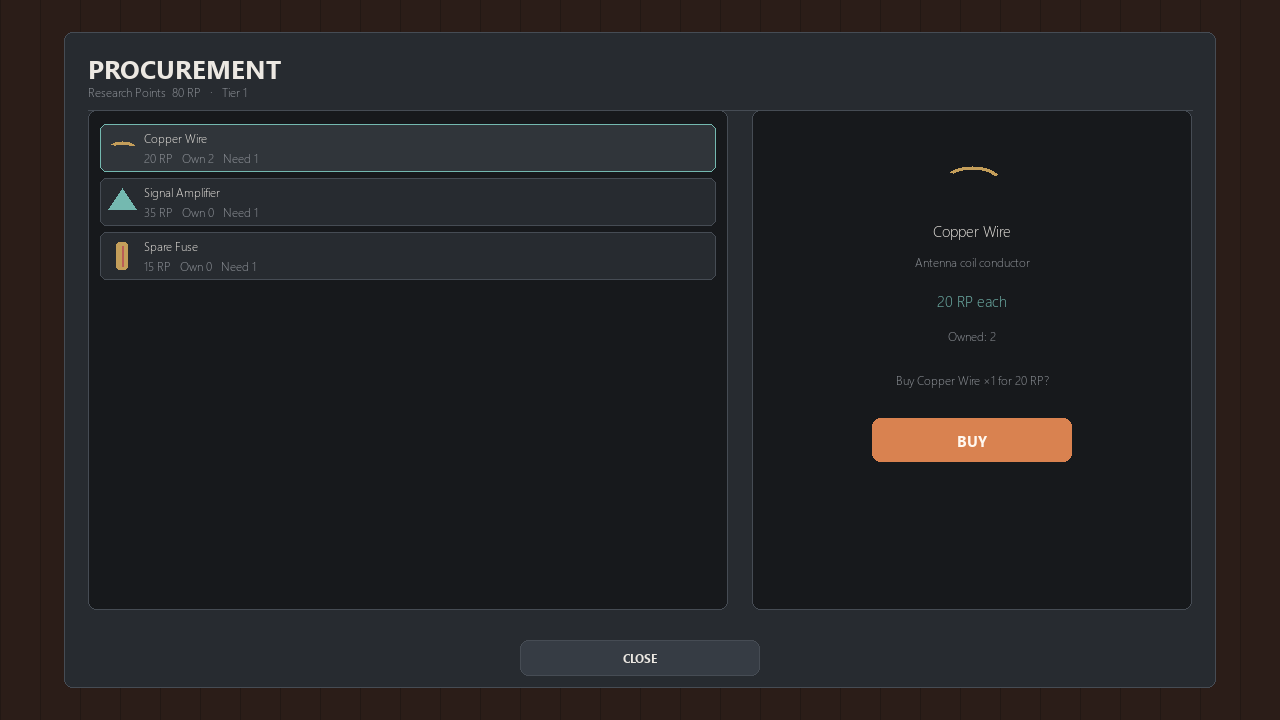 PROCUREMENT
Research Points 80 RP · Tier 1
Copper Wire
20 RP Own 2 Need 1
Signal Amplifier
35 RP Own 0 Need 1
Spare Fuse
15 RP Own 0 Need 1
Copper Wire
Antenna coil conductor
20 RP each
Owned: 2
Buy Copper Wire ×1 for 20 RP?
BUY
CLOSE